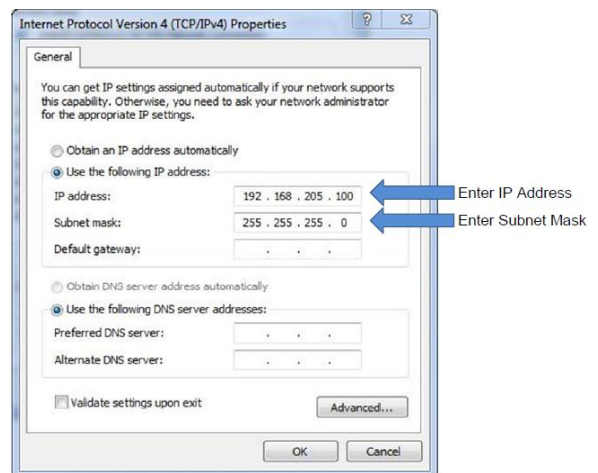 Internet Protocol Version 4 (TCP/IPv4) Properties
General
You can get IP settings assigned automatically if your network supports
this capability. Otherwise, you need to ask your network administrator
for the appropriate IP settings.
Obtain an IP address automatically
Use the following IP address:
IP address: 192 . 168 . 205 . 100 Enter IP Address
Subnet mask: 255 . 255 . 255 . 0 Enter Subnet Mask
Default gateway: . . .
Obtain DNS server address automatically
Use the following DNS server addresses:
Preferred DNS server: . . .
Alternate DNS server: . . .
Validate settings upon exit
Advanced...
OK Cancel